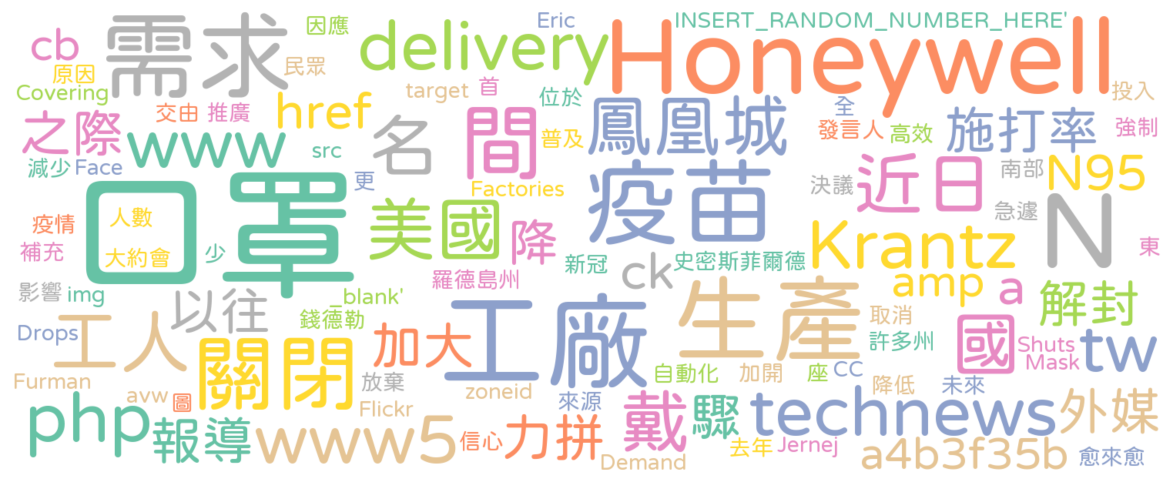 Eric
INSERT_RANDOM_NUMBER_HERE'
因應
cb
需求
delivery
Honeywell
原因
民眾
Covering
target
首
位於
全
投入
交由
推廣
href
之際
www
名
間
普及
鳳凰城
發言人
高效
施打率
強制
減少
Face
src
更
Factories
疫苗
決議
近日
南部
N95
口罩
人數
大約會
疫情
補充
少
美國
降
新冠
ck
史密斯菲爾德
Krantz
急遽
N
東
羅德島州
影響
img
以往
_blank'
錢德勒
amp
a
解封
Drops
工人
關閉
加大
工廠
生產
取消
許多州
國
Shuts
Mask
tw
Furman
avw
圖
放棄
Flickr
zoneid
來源
自動化
加開
座
CC
降低
未來
php
報導
www5
信心
力拼
戴
驟
去年
Jernej
technews
外媒
Demand
a4b3f35b
愈來愈